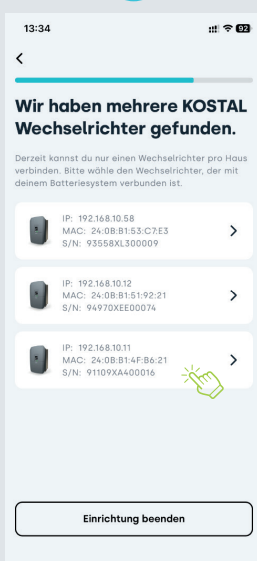 13:34
92
Wir haben mehrere KOSTAL
Wechselrichter gefunden.
Derzeit kannst du nur einen Wechselrichter pro Haus
verbinden. Bitte wähle den Wechselrichter, der mit
deinem Batteriesystem verbunden ist.
IP: 192.168.10.58
MAC: 24:0B:B1:53:C7:E3
S/N: 93558XL300009
IP: 192.168.10.12
MAC: 24:0B:B1:51:92:21
S/N: 94970XEE00074
IP: 192.168.10.11
MAC: 24:0B:B1:4F:B6:21
S/N: 91109XA400016
Einrichtung beenden